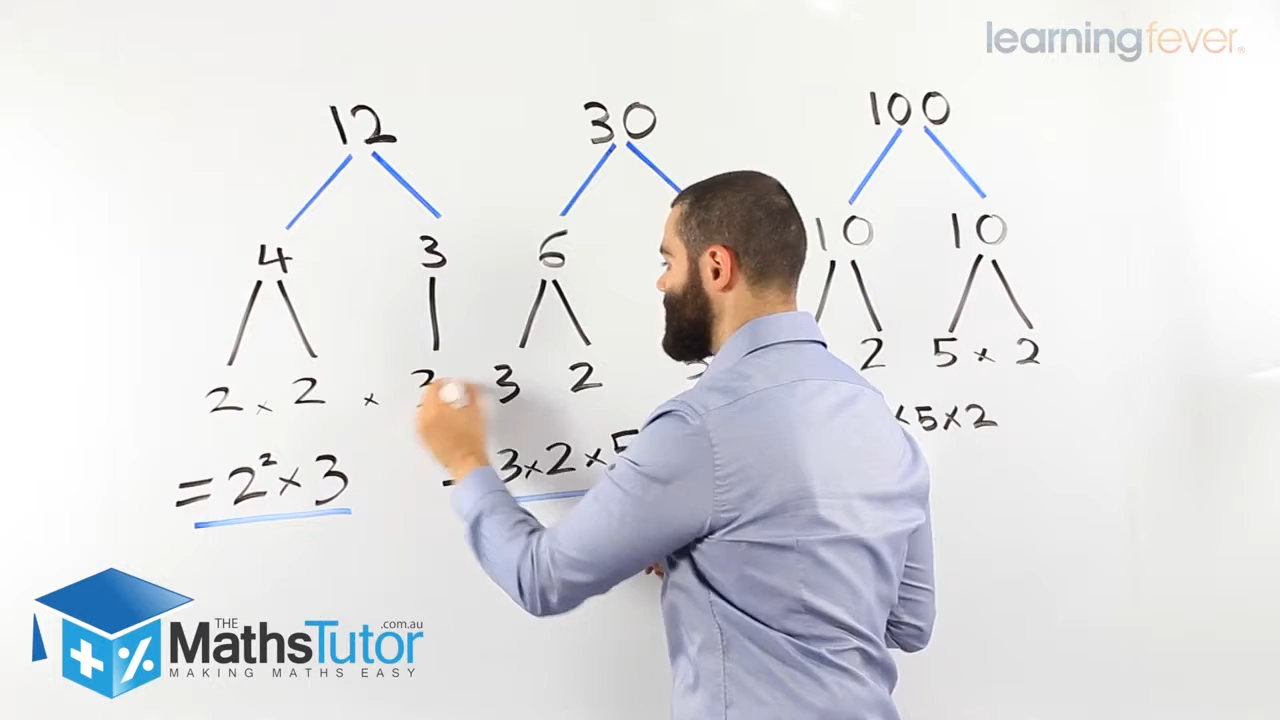 learningfever
12 30 100
4 3 6 10 10
2 × 2 × 3 2 2 5 × 2
= 2² × 3 3×2×5 ×5×2
THE
MathsTutor .com.au
MAKING MATHS EASY